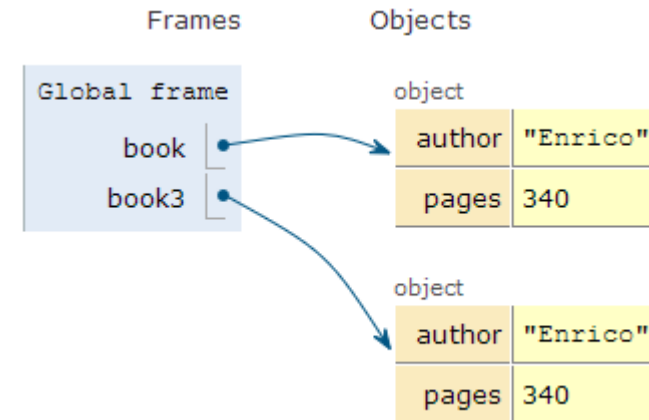 Frames Objects
Global frame
book
book3
object
author "Enrico"
pages 340
object
author "Enrico"
pages 340